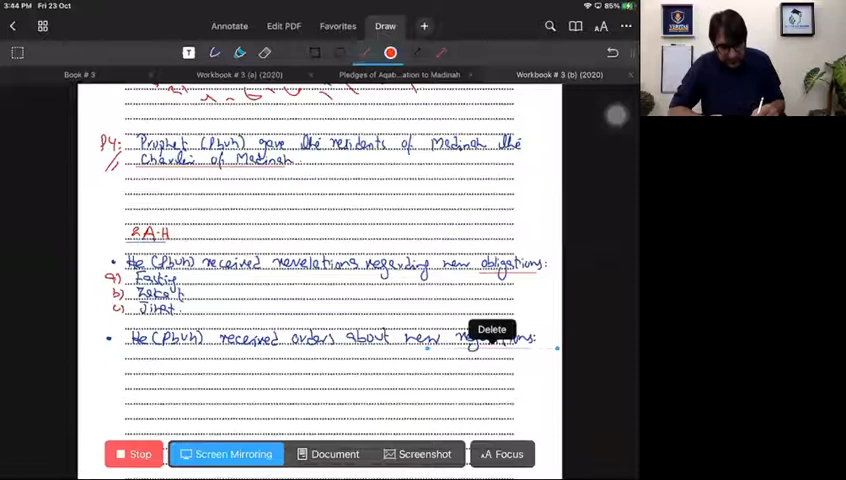 3:44 PM Fri 23 Oct
85%
Annotate Edit PDF Favorites Draw
AA
T
Book # 3 Workbook # 3 (a) (2020) Pledges of Aqab...ation to Madinah Workbook # 3 (b) (2020)
P4: Prophet (Pbuh) gave the residents of Madinah the
Charter of Madinah.
2 A-H
• He (Pbuh) received revelations regarding new obligations:
a) Fasting
b) Zakat
c) Jihad.
Delete
• He (Pbuh) received orders about new
Stop Screen Mirroring Document Screenshot AA Focus